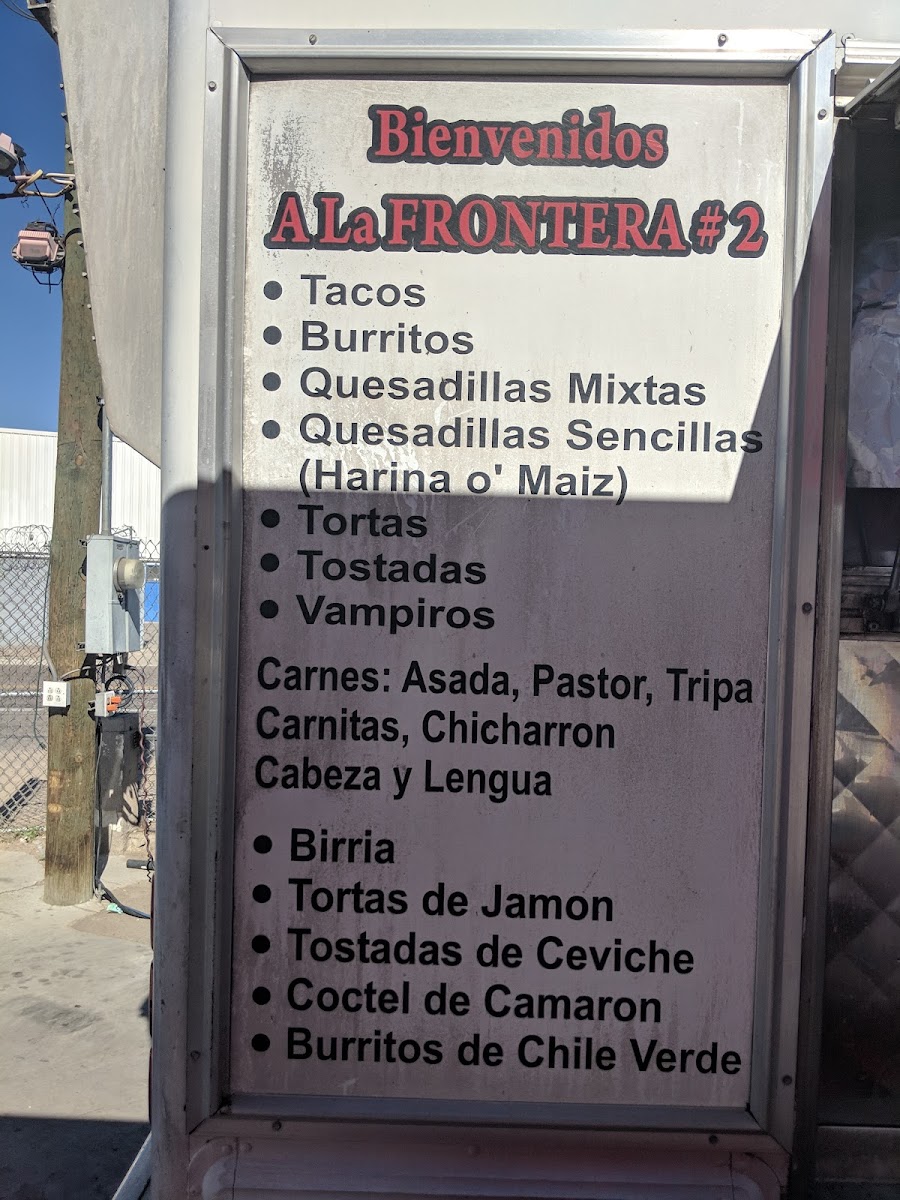 Bienvenidos
A La FRONTERA # 2
• Tacos
• Burritos
• Quesadillas Mixtas
• Quesadillas Sencillas
(Harina o' Maiz)
• Tortas
• Tostadas
• Vampiros
Carnes: Asada, Pastor, Tripa
Carnitas, Chicharron
Cabeza y Lengua
• Birria
• Tortas de Jamon
• Tostadas de Ceviche
• Coctel de Camaron
• Burritos de Chile Verde